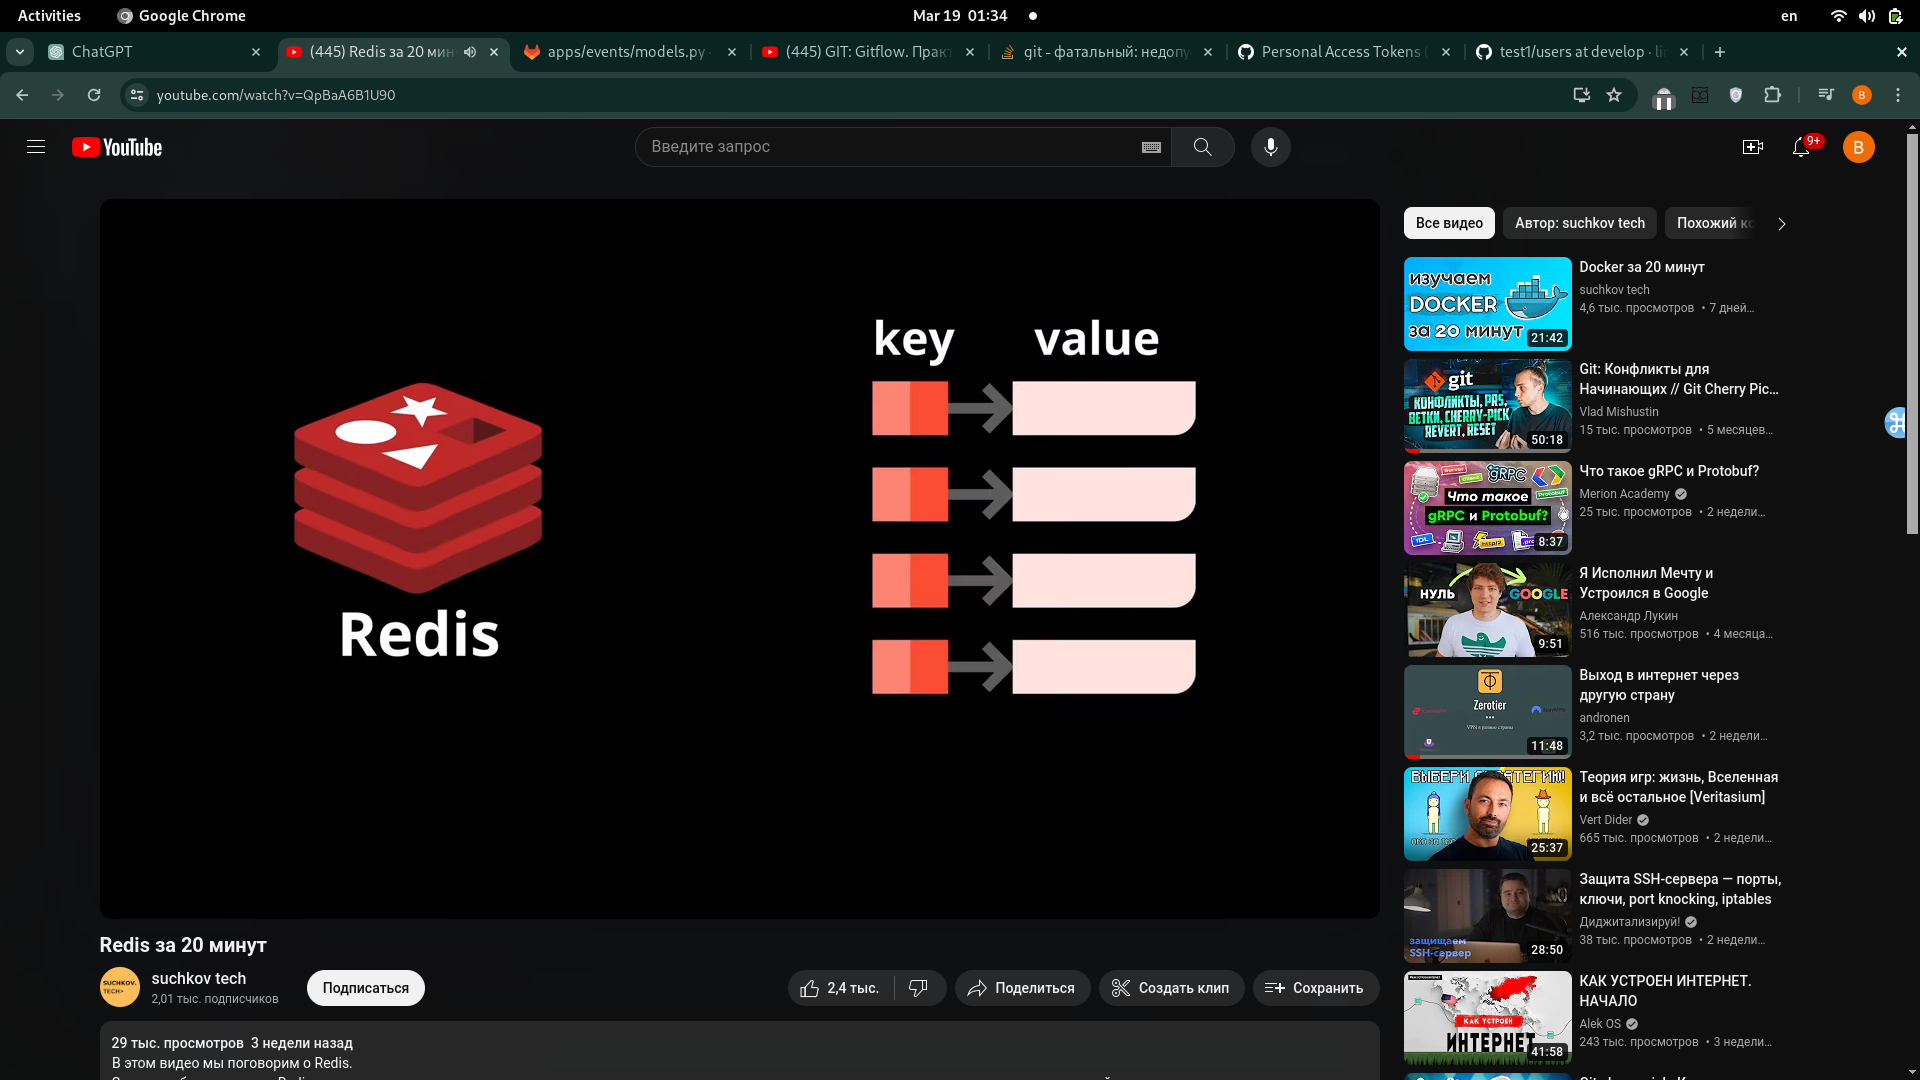 Activities
Google Chrome
Mar 19 01:34
en
ChatGPT
(445) Redis за 20 мин
apps/events/models.py
(445) GIT: Gitflow. Прак
git - фатальный: недопу
Personal Access Tokens
test1/users at develop
youtube.com/watch?v=QpBaA6B1U90
B
YouTube
Введите запрос
9+
B
key value
Redis
Redis за 20 минут
SUCHKOV.
TECH>
suchkov tech
2,01 тыс. подписчиков
Подписаться
2,4 тыс.
Поделиться
Создать клип
Сохранить
29 тыс. просмотров 3 недели назад
В этом видео мы поговорим о Redis.
Все видео
Автор: suchkov tech
Похожий
изучаем
DOCKER
за 20 минут
21:42
Docker за 20 минут
suchkov tech
4,6 тыс. просмотров • 7 дней…
git
КОНФЛИКТЫ, PRS,
ВЕТКИ, CHERRY-PICK
REVERT, RESET
50:18
Git: Конфликты для
Начинающих // Git Cherry Pic…
Vlad Mishustin
15 тыс. просмотров • 5 месяцев…
gRPC
Что такое
gRPC и Protobuf?
8:37
Что такое gRPC и Protobuf?
Merion Academy
25 тыс. просмотров • 2 недели…
НУЛЬ
GOOGLE
9:51
Я Исполнил Мечту и
Устроился в Google
Александр Лукин
516 тыс. просмотров • 4 месяца…
Zerotier
11:48
Выход в интернет через
другую страну
andronen
3,2 тыс. просмотров • 2 недели…
25:37
Теория игр: жизнь, Вселенная
и всё остальное [Veritasium]
Vert Dider
665 тыс. просмотров • 2 недели…
защищаем
SSH-сервер
28:50
Защита SSH-сервера — порты,
ключи, port knocking, iptables
Диджитализируй!
38 тыс. просмотров • 2 недели…
КАК УСТРОЕН
ИНТЕРНЕТ
41:58
КАК УСТРОЕН ИНТЕРНЕТ.
НАЧАЛО
Alek OS
243 тыс. просмотров • 3 недели…